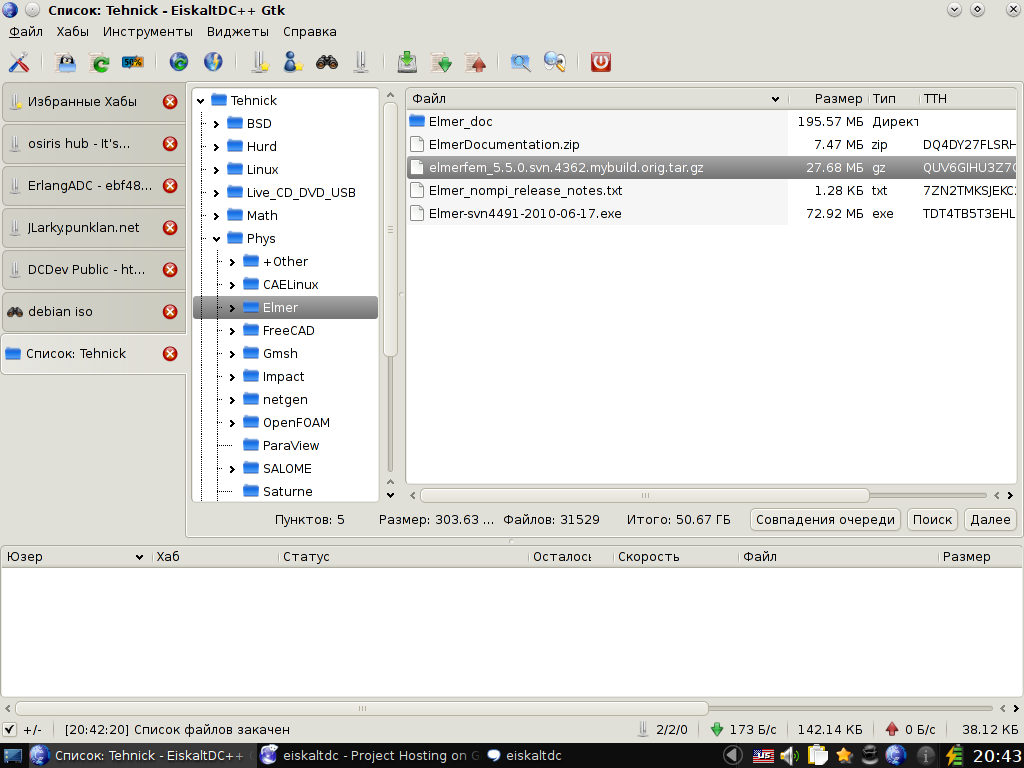 Список: Tehnick - EiskaltDC++ Gtk
Файл Хабы Инструменты Виджеты Справка
Избранные Хабы
osiris hub - It's...
ErlangADC - ebf48...
JLarky.punklan.net
DCDev Public - ht...
debian iso
Список: Tehnick
Tehnick
BSD
Hurd
Linux
Live_CD_DVD_USB
Math
Phys
+Other
CAELinux
Elmer
FreeCAD
Gmsh
Impact
netgen
OpenFOAM
ParaView
SALOME
Saturne
Файл Размер Тип TTH
Elmer_doc 195.57 МБ Директ
ElmerDocumentation.zip 7.47 МБ zip DQ4DY27FLSRH
elmerfem_5.5.0.svn.4362.mybuild.orig.tar.gz 27.68 МБ gz QUV6GIHU3Z7
Elmer_nompi_release_notes.txt 1.28 КБ txt 7ZN2TMKSJEKC
Elmer-svn4491-2010-06-17.exe 72.92 МБ exe TDT4TB5T3EHL
Пунктов: 5 Размер: 303.63 ... Файлов: 31529 Итого: 50.67 ГБ Совпадения очереди Поиск Далее
Юзер Хаб Статус Осталось Скорость Файл Размер
+/- [20:42:20] Список файлов закачен 2/2/0 173 Б/с 142.14 КБ 0 Б/с 38.12 КБ
Список: Tehnick - EiskaltDC++ eiskaltdc - Project Hosting on G eiskaltdc 20:43